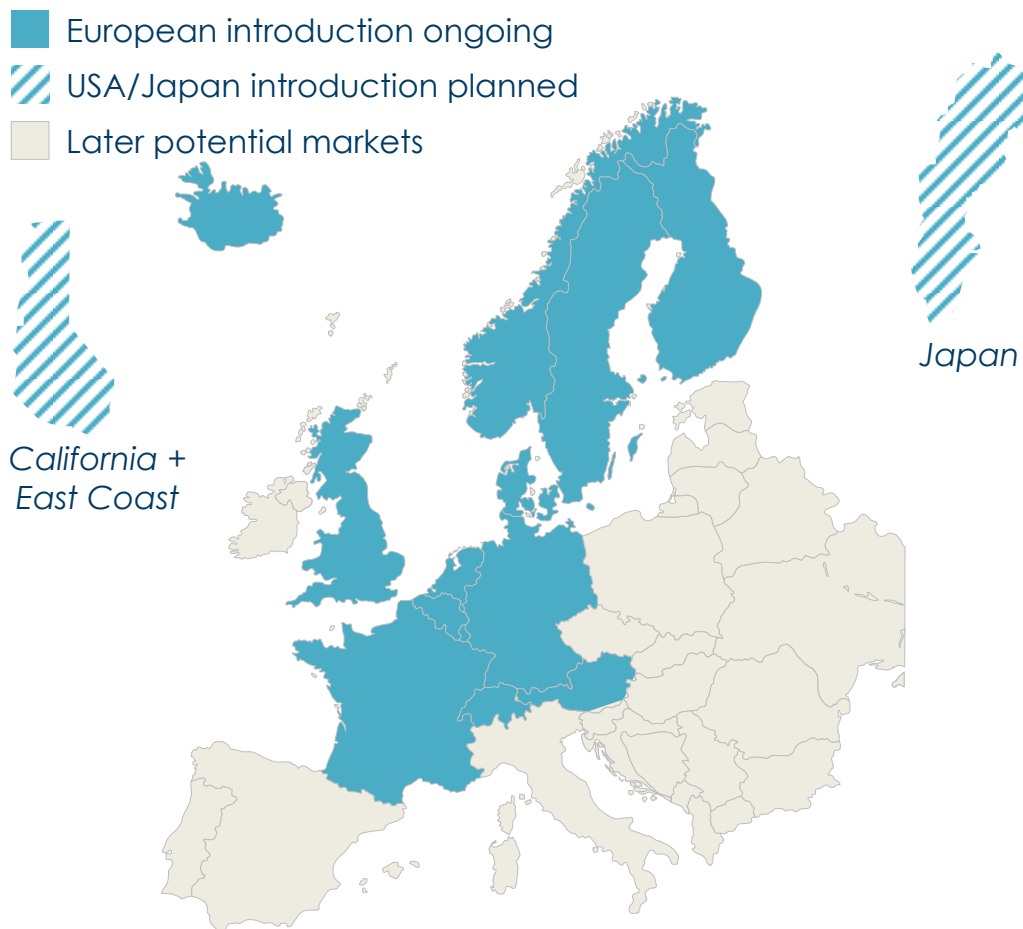 European introduction ongoing
USA/Japan introduction planned
Later potential markets
Japan
California +
East Coast